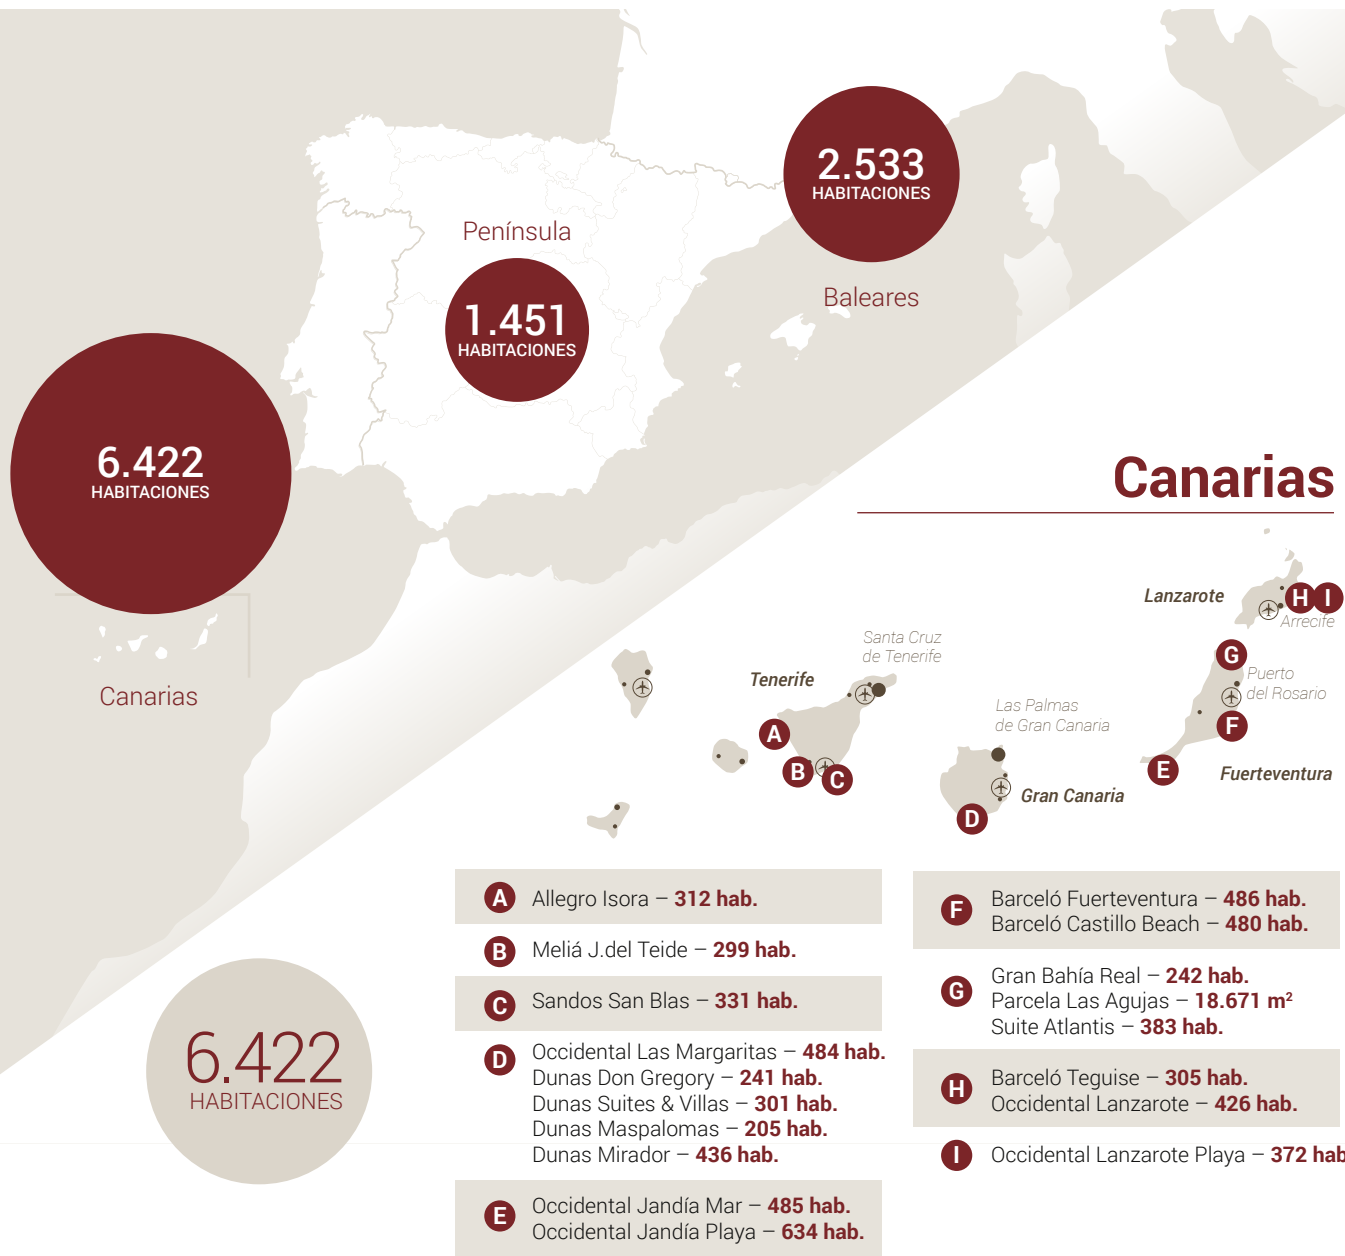 2.533
HABITACIONES
Baleares
Península
1.451
HABITACIONES
6.422
HABITACIONES
Canarias
Canarias
Lanzarote
H
I
Arrecife
G
Puerto
del Rosario
F
E
Fuerteventura
Santa Cruz
de Tenerife
Tenerife
A
B
C
Las Palmas
de Gran Canaria
Gran Canaria
D
6.422
HABITACIONES
A Allegro Isora – 312 hab.
B Meliá J.del Teide – 299 hab.
C Sandos San Blas – 331 hab.
D Occidental Las Margaritas – 484 hab.
Dunas Don Gregory – 241 hab.
Dunas Suites & Villas – 301 hab.
Dunas Maspalomas – 205 hab.
Dunas Mirador – 436 hab.
E Occidental Jandía Mar – 485 hab.
Occidental Jandía Playa – 634 hab.
F Barceló Fuerteventura – 486 hab.
Barceló Castillo Beach – 480 hab.
G Gran Bahía Real – 242 hab.
Parcela Las Agujas – 18.671 m²
Suite Atlantis – 383 hab.
H Barceló Teguise – 305 hab.
Occidental Lanzarote – 426 hab.
I Occidental Lanzarote Playa – 372 hab